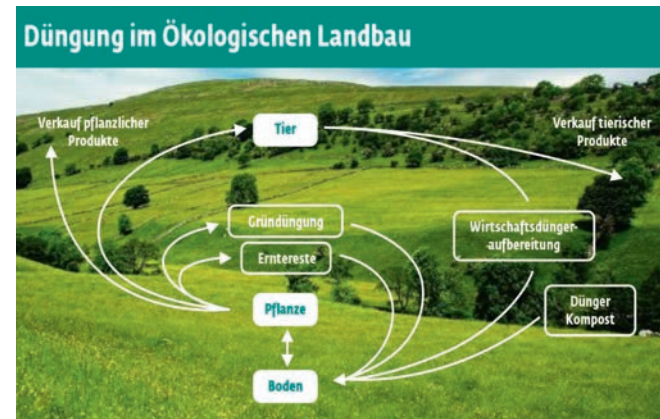 Düngung im Ökologischen Landbau
Verkauf pflanzlicher
Produkte
Tier
Verkauf tierischer
Produkte
Gründüngung
Wirtschaftsdünger-
aufbereitung
Erntereste
Pflanze
Dünger
Kompost
Boden